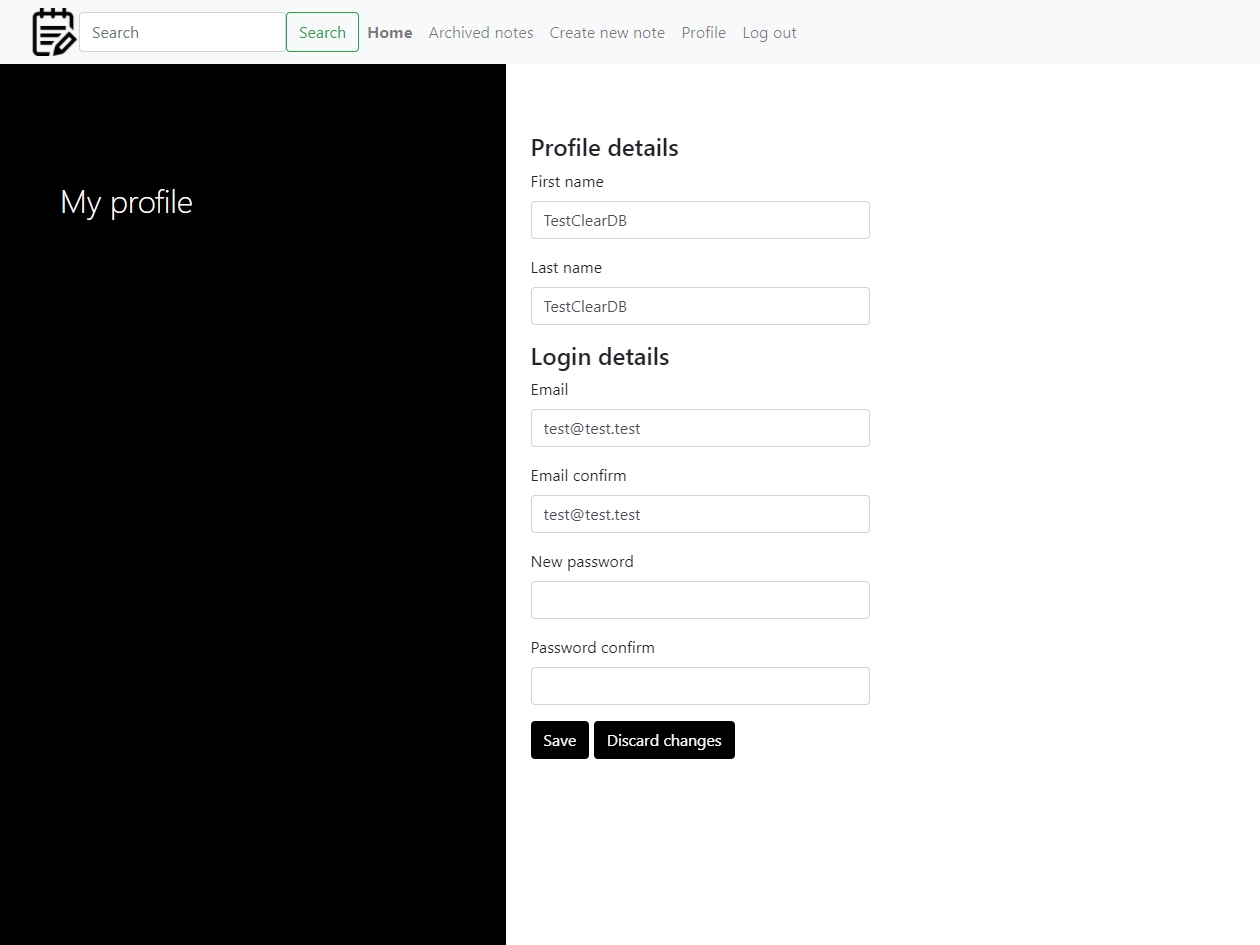 Search Search Home Archived notes Create new note Profile Log out
My profile
Profile details
First name
TestClearDB
Last name
TestClearDB
Login details
Email
test@test.test
Email confirm
test@test.test
New password
Password confirm
Save Discard changes